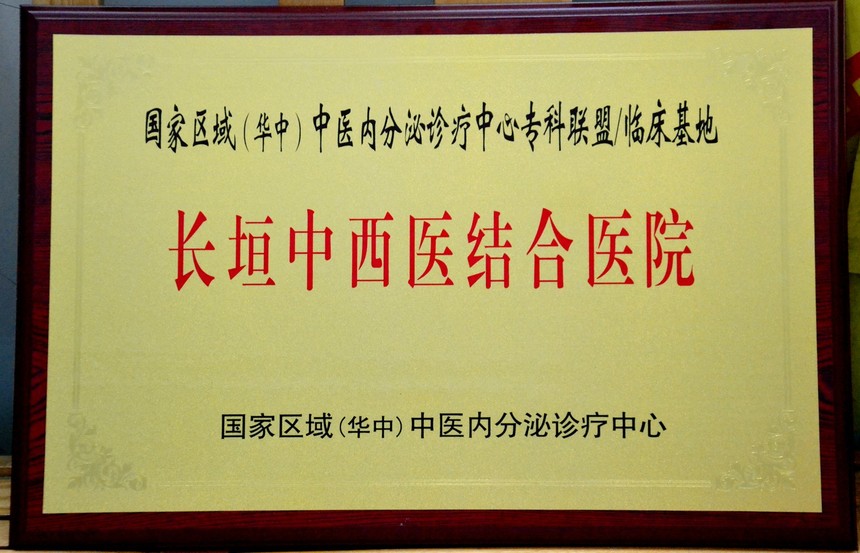 国家区域(华中)中医内分泌诊疗中心专科联盟/临床基地
长垣中西医结合医院
国家区域(华中)中医内分泌诊疗中心